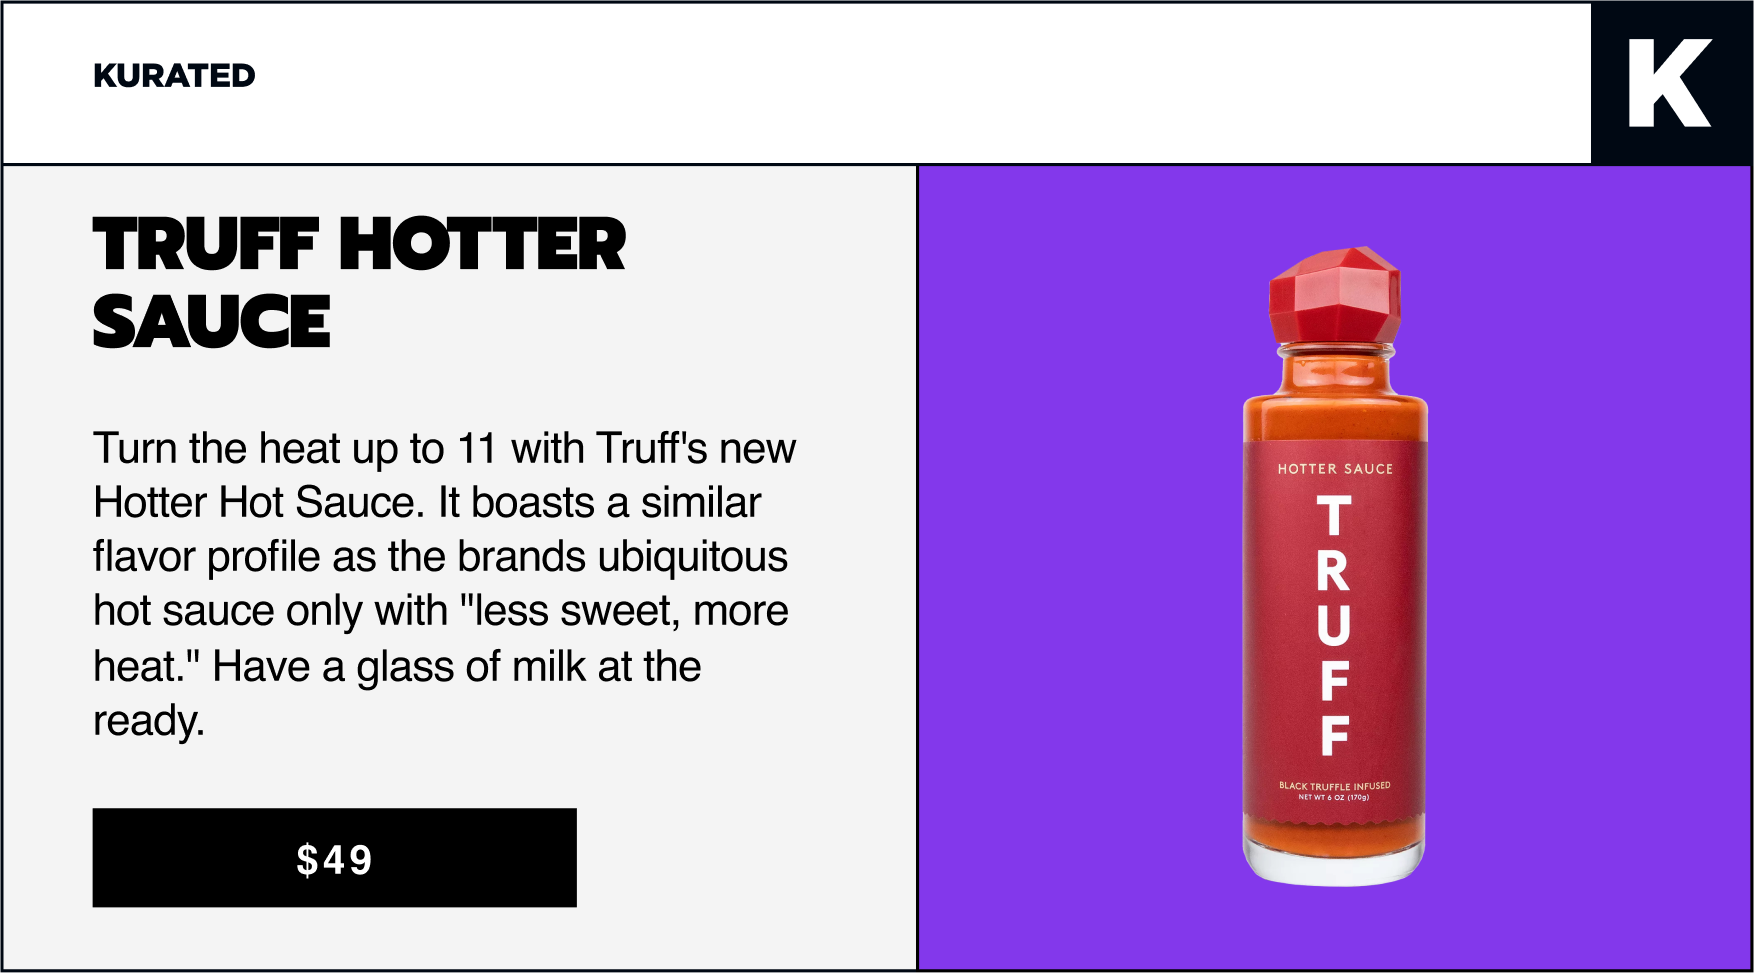 KURATED
K
TRUFF HOTTER
SAUCE
Turn the heat up to 11 with Truff's new
Hotter Hot Sauce. It boasts a similar
flavor profile as the brands ubiquitous
hot sauce only with "less sweet, more
heat." Have a glass of milk at the
ready.
$49
HOTTER SAUCE
TRUFF
BLACK TRUFFLE INFUSED
NET WT 6 OZ (170g)